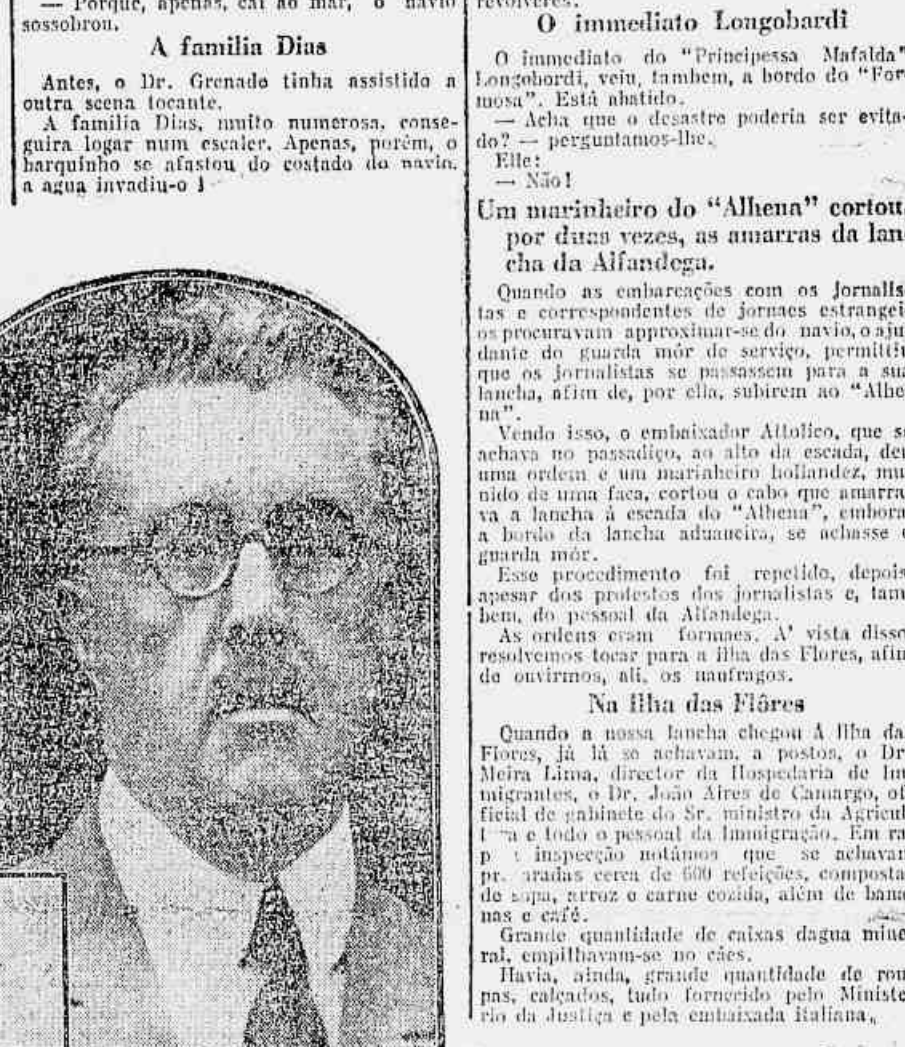 — Porque, apenas, cai ao mar, o navio
sossobrou.
A familia Dias
Antes, o Dr. Grenado tinha assistido a
outra scena tocante.
A familia Dias, muito numerosa, conse-
guira logar num escaler. Apenas, porém, o
barquinho se afastou do costado do navio,
a agua invadiu-o
revolveres.
O immediato Longobardi
O immediato do "Principessa Mafalda"
Longobordi, veiu, tambem, a bordo do "For
mosa". Está abatido.
— Acha que o desastre poderia ser evita-
do? — perguntamos-lhe.
Elle:
— Não!
Um marinheiro do "Alhena" cortou,
por duas vezes, as amarras da lan
cha da Alfandega.
Quando as embarcações com os jornalis
tas e correspondentes de jornaes estrangei
os procuravam approximar-se do navio, o aju
dante do guarda mór de serviço, permittiu
que os jornalistas se passassem para a sua
lancha, afim de, por ella, subirem ao "Alhe
na".
Vendo isso, o embaixador Attolico, que se
achava no passadiço, ao alto da escada, deu
uma ordem e um marinheiro hollandez, mu
nido de uma faca, cortou o cabo que amarra
va a lancha á escada do "Alhena", embora
a bordo da lancha aduaneira, se achasse o
guarda mór.
Esse procedimento foi repetido, depois
apesar dos protestos dos jornalistas e, tam
bem, do pessoal da Alfandega.
As ordens eram formaes. A' vista disso
resolvemos tocar para a ilha das Flores, afim
de ouvirmos, ali, os naufragos.
Na Ilha das Flôres
Quando a nossa lancha chegou á Ilha da
Flores, já lá se achavam, a postos, o Dr
Meira Lima, director da Hospedaria de Im
migrantes, o Dr. João Aires de Camargo, of
ficial de gabinete do Sr. ministro da Agricul
e todo o pessoal da Immigração. Em ra
inspecção notámos que se achavam
cerca de 600 refeições, composta
de sopa, arroz e carne cozida, além de bana
nas e café.
Grande quantidade de caixas dagua mine
ral, empilhavam-se no cáes.
Havia, ainda, grande quantidade de rou
pas, calçados, tudo fornecido pelo Ministe
rio da Justiça e pela embaixada italiana.